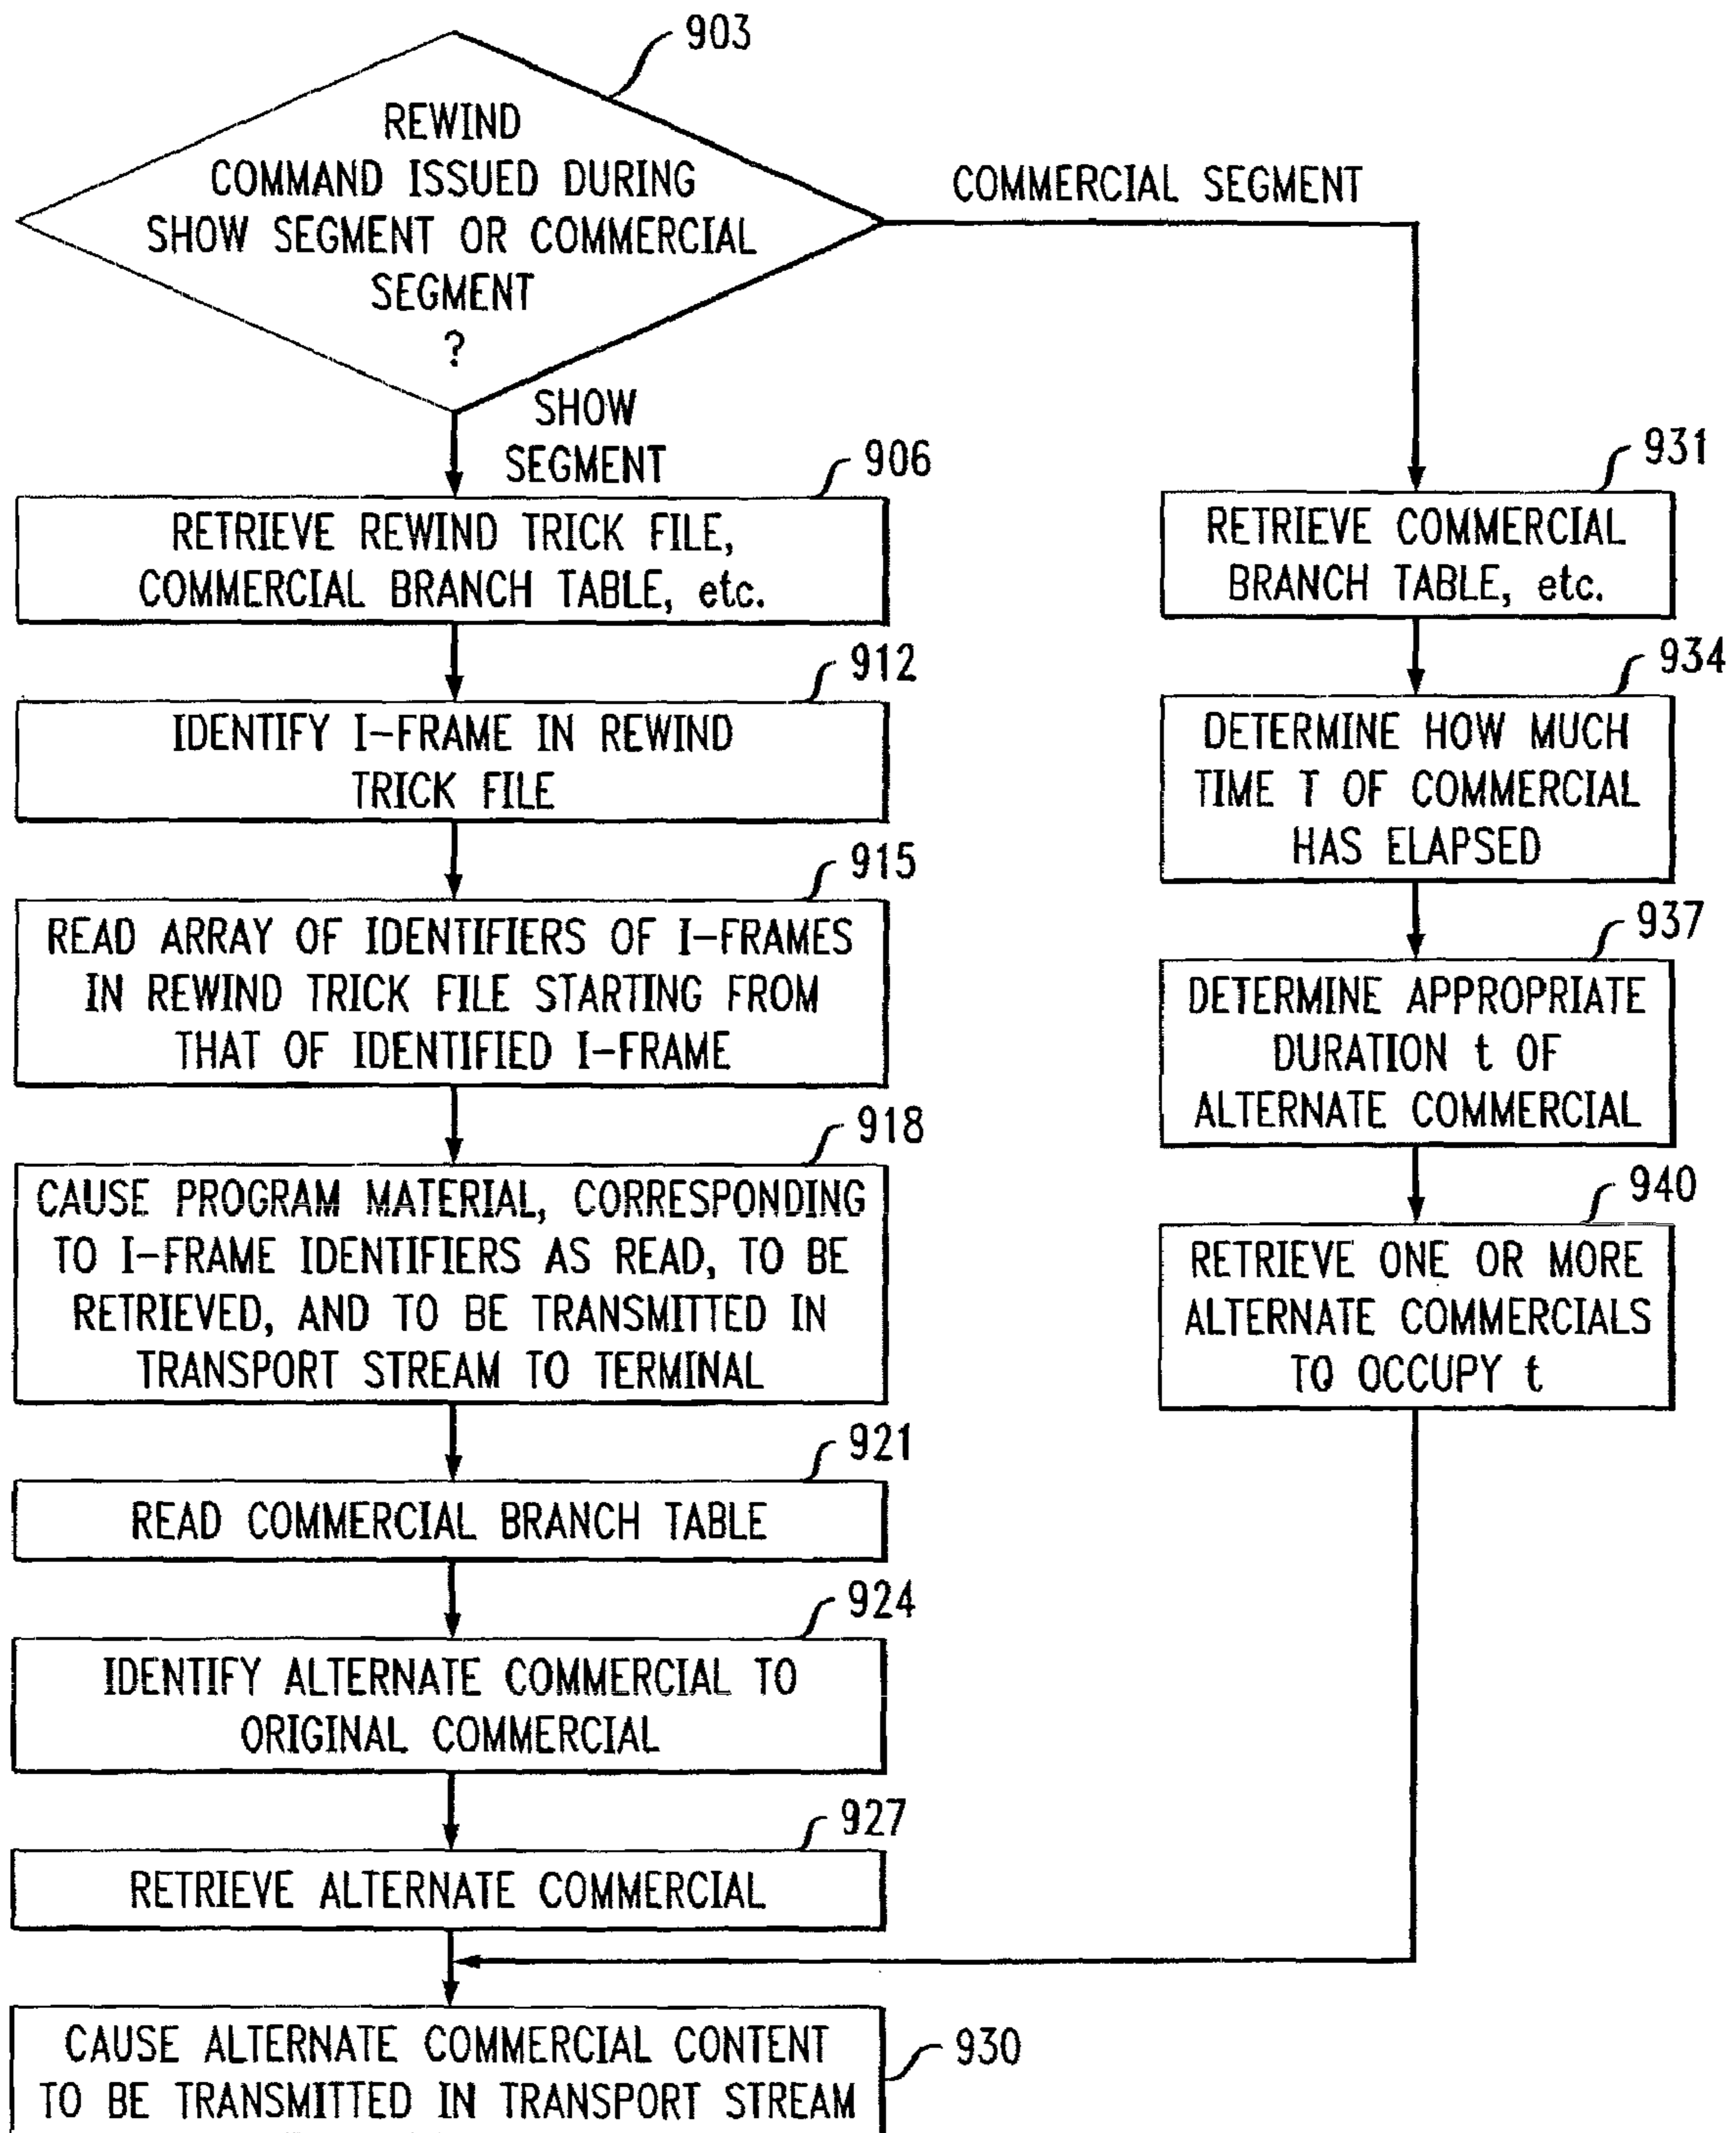 903
REWIND
COMMAND ISSUED DURING
SHOW SEGMENT OR COMMERCIAL
SEGMENT
?
COMMERCIAL SEGMENT
SHOW
SEGMENT
906
RETRIEVE REWIND TRICK FILE,
COMMERCIAL BRANCH TABLE, etc.
912
IDENTIFY I-FRAME IN REWIND
TRICK FILE
915
READ ARRAY OF IDENTIFIERS OF I-FRAMES
IN REWIND TRICK FILE STARTING FROM
THAT OF IDENTIFIED I-FRAME
918
CAUSE PROGRAM MATERIAL, CORRESPONDING
TO I-FRAME IDENTIFIERS AS READ, TO BE
RETRIEVED, AND TO BE TRANSMITTED IN
TRANSPORT STREAM TO TERMINAL
921
READ COMMERCIAL BRANCH TABLE
924
IDENTIFY ALTERNATE COMMERCIAL TO
ORIGINAL COMMERCIAL
927
RETRIEVE ALTERNATE COMMERCIAL
931
RETRIEVE COMMERCIAL
BRANCH TABLE, etc.
934
DETERMINE HOW MUCH
TIME T OF COMMERCIAL
HAS ELAPSED
937
DETERMINE APPROPRIATE
DURATION t OF
ALTERNATE COMMERCIAL
940
RETRIEVE ONE OR MORE
ALTERNATE COMMERCIALS
TO OCCUPY t
CAUSE ALTERNATE COMMERCIAL CONTENT
TO BE TRANSMITTED IN TRANSPORT STREAM
930